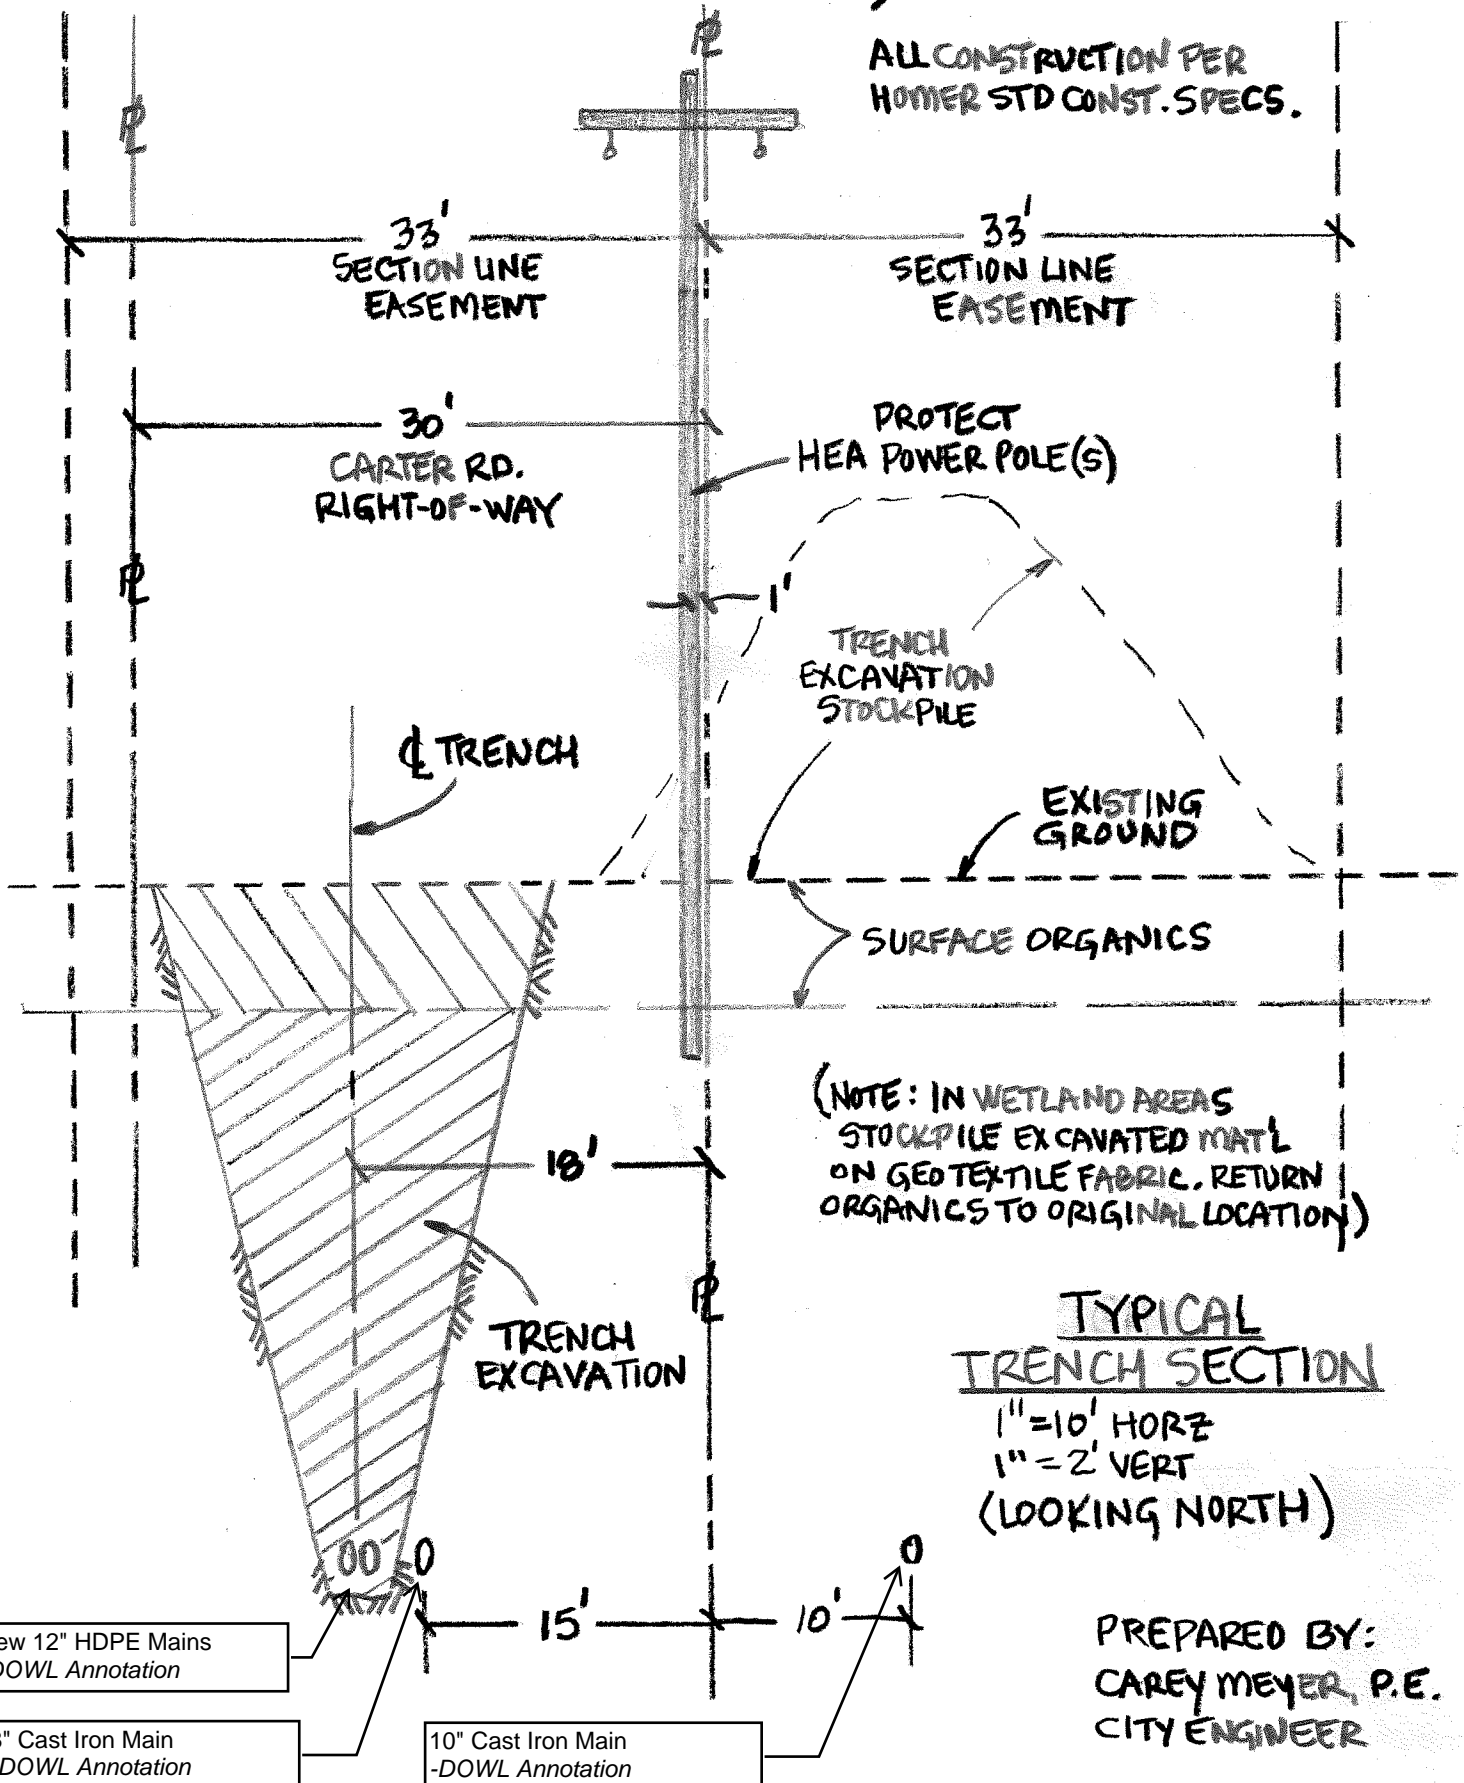 ALL CONSTRUCTION PER
HOMER STD CONST. SPECS.
℄
℄
33'
SECTION LINE
EASEMENT
33'
SECTION LINE
EASEMENT
30'
CARTER RD.
RIGHT-OF-WAY
PROTECT
HEA POWER POLE(S)
1'
TRENCH
EXCAVATION
STOCKPILE
℄ TRENCH
EXISTING
GROUND
SURFACE ORGANICS
(NOTE: IN WETLAND AREAS
STOCKPILE EXCAVATED MAT'L
ON GEOTEXTILE FABRIC. RETURN
ORGANICS TO ORIGINAL LOCATION)
18'
TRENCH
EXCAVATION
TYPICAL
TRENCH SECTION
1" = 10' HORZ
1" = 2' VERT
(LOOKING NORTH)
15'
10'
PREPARED BY:
CAREY MEYER, P.E.
CITY ENGINEER
12" HDPE Mains
DOWL Annotation
" Cast Iron Main
-DOWL Annotation
10" Cast Iron Main
-DOWL Annotation